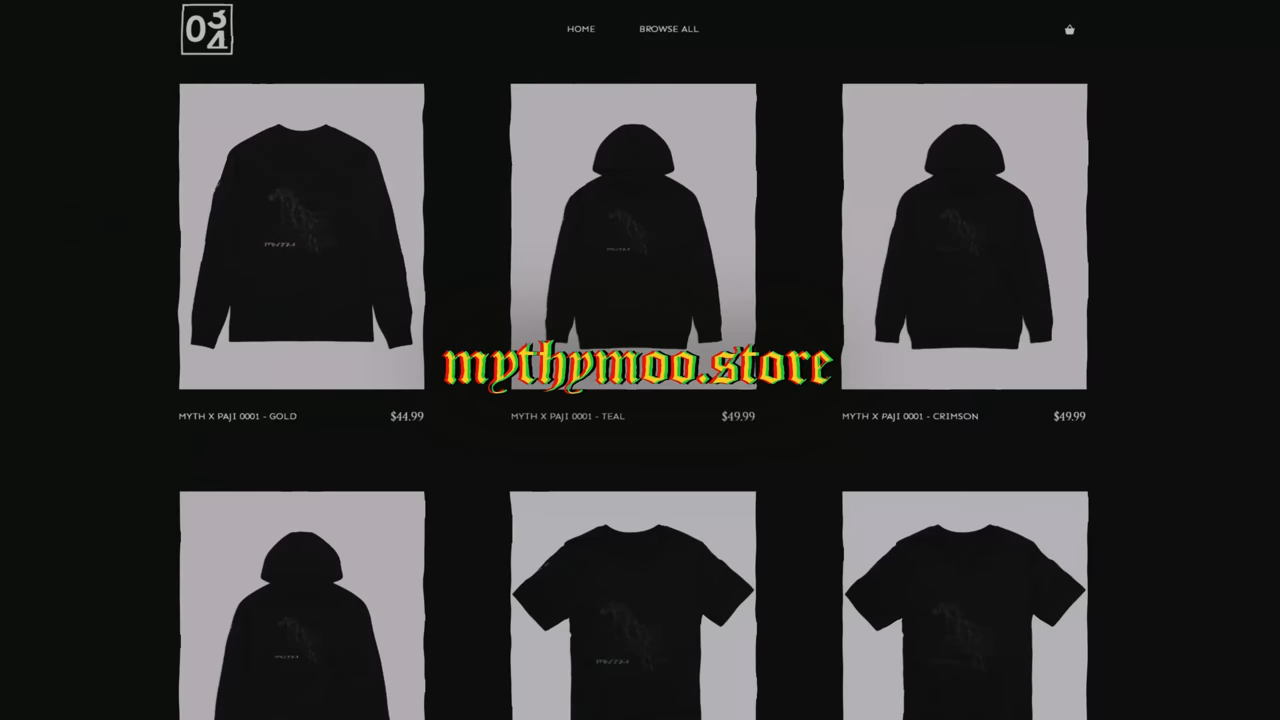 034
HOME
BROWSE ALL
mythymoo.store
MYTH X PAJI 0001 - GOLD
$44.99
MYTH X PAJI 0001 - TEAL
$49.99
MYTH X PAJI 0001 - CRIMSON
$49.99